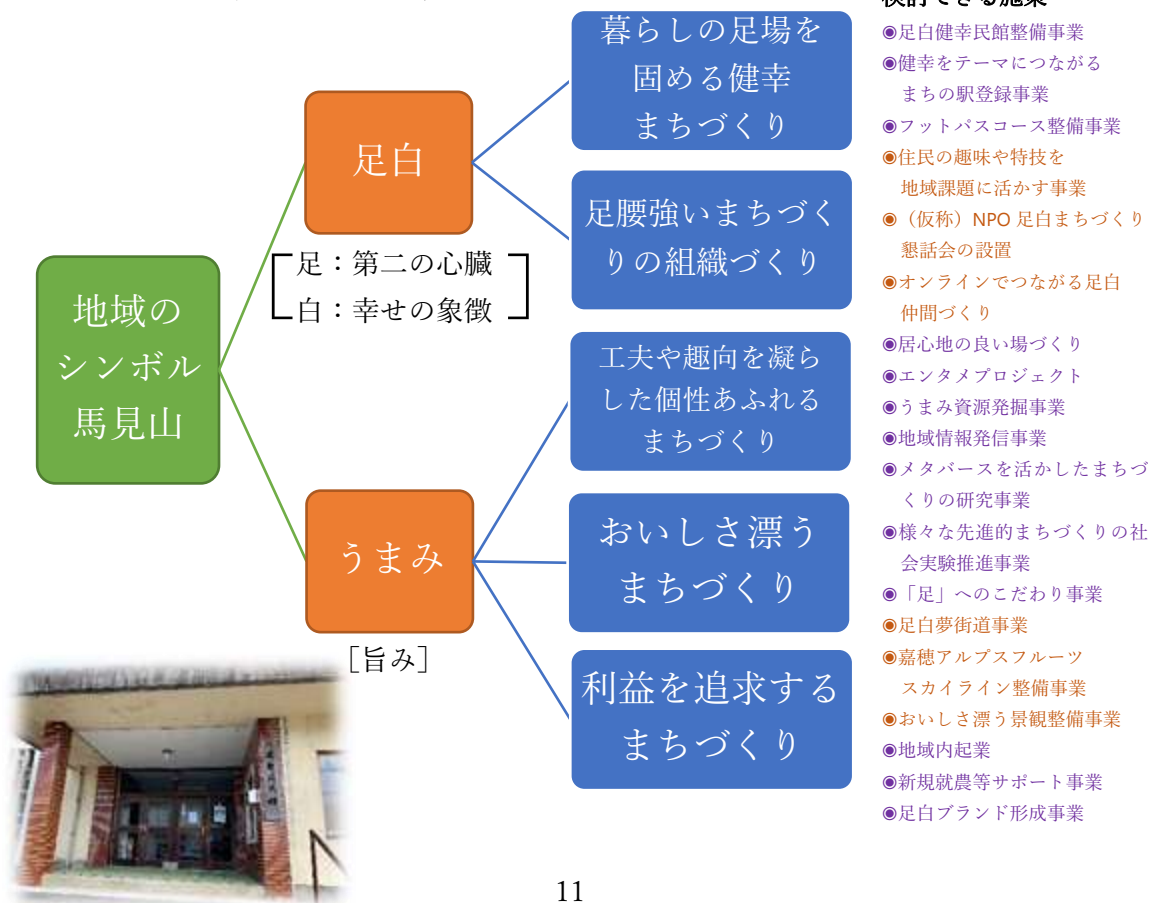 検討できる施策
地域の
シンボル
馬見山
足白
足：第二の心臓
白：幸せの象徴
うまみ
［旨み］
暮らしの足場を
固める健幸
まちづくり
足腰強いまちづく
りの組織づくり
工夫や趣向を凝ら
した個性あふれる
まちづくり
おいしさ漂う
まちづくり
利益を追求する
まちづくり
◉足白健幸民館整備事業
◉健幸をテーマにつながる
まちの駅登録事業
◉フットパスコース整備事業
◉住民の趣味や特技を
地域課題に活かす事業
◉（仮称）NPO 足白まちづくり
懇話会の設置
◉オンラインでつながる足白
仲間づくり
◉居心地の良い場づくり
◉エンタメプロジェクト
◉うまみ資源発掘事業
◉地域情報発信事業
◉メタバースを活かしたまちづ
くりの研究事業
◉様々な先進的まちづくりの社
会実験推進事業
◉「足」へのこだわり事業
◉足白夢街道事業
◉嘉穂アルプスフルーツ
スカイライン整備事業
◉おいしさ漂う景観整備事業
◉地域内起業
◉新規就農等サポート事業
◉足白ブランド形成事業
11